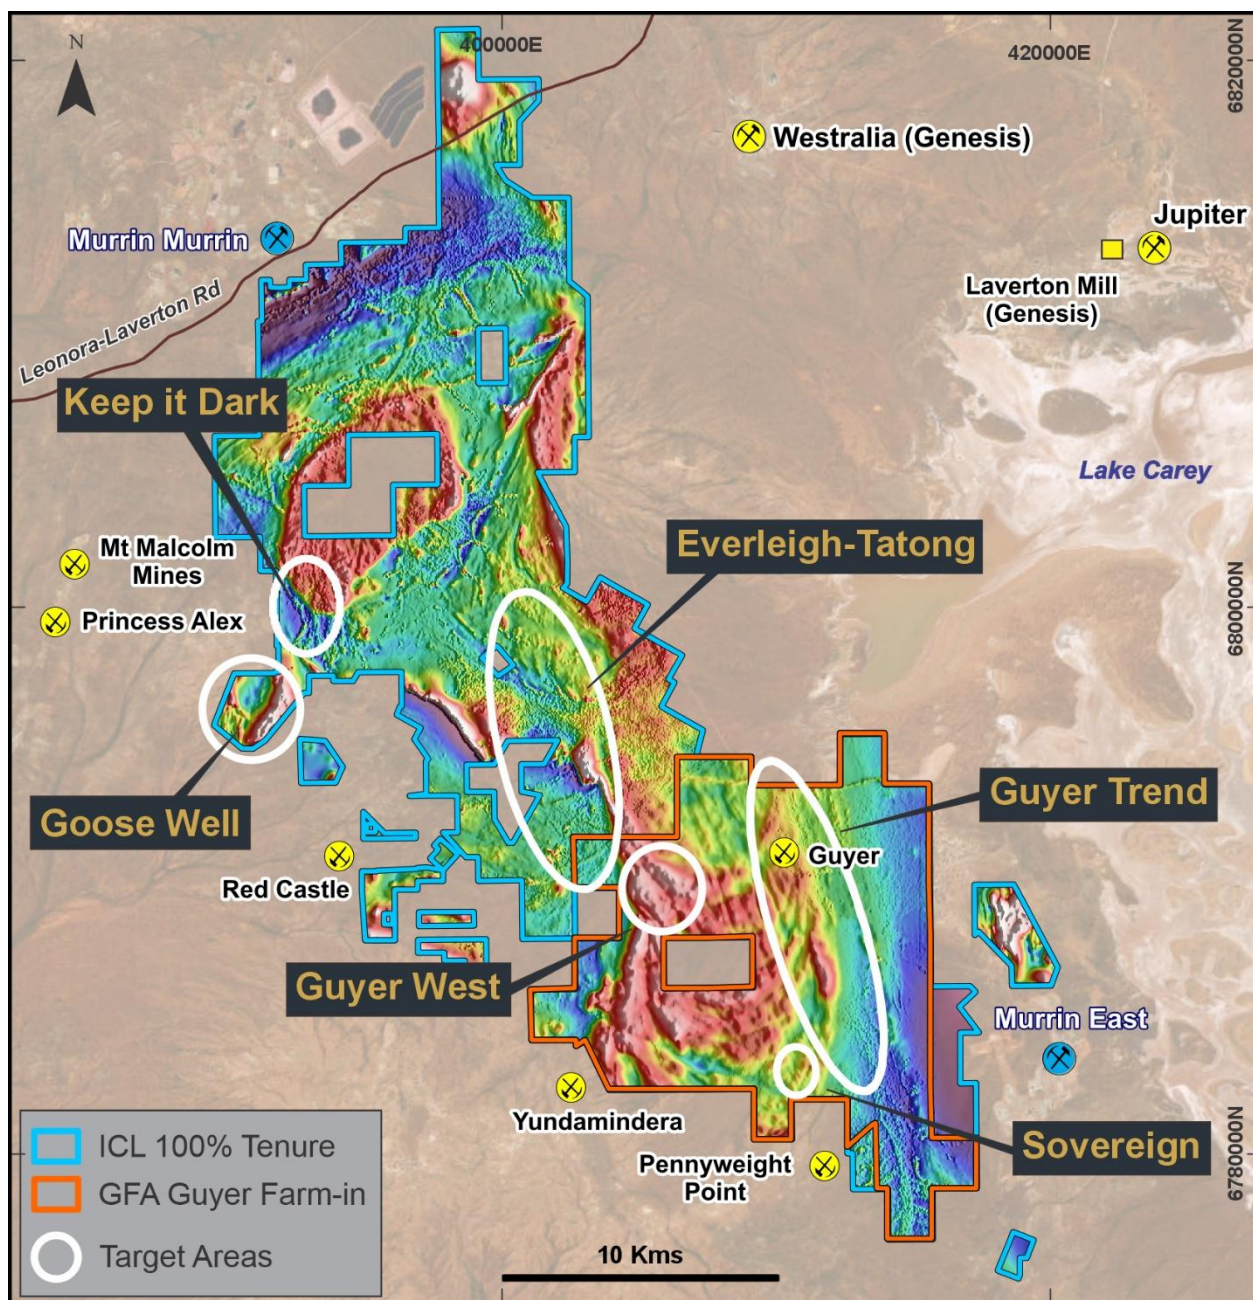 N
400000E
420000E
6820000N
Westralia (Genesis)
Murrin Murrin
Jupiter
Laverton Mill
(Genesis)
Leonora-Laverton Rd
Keep it Dark
Lake Carey
Everleigh-Tatong
Mt Malcolm
Mines
Princess Alex
6800000N
Goose Well
Guyer Trend
Guyer
Red Castle
Guyer West
Murrin East
Yundamindera
Sovereign
Pennyweight
Point
6780000N
ICL 100% Tenure
GFA Guyer Farm-in
Target Areas
10 Kms